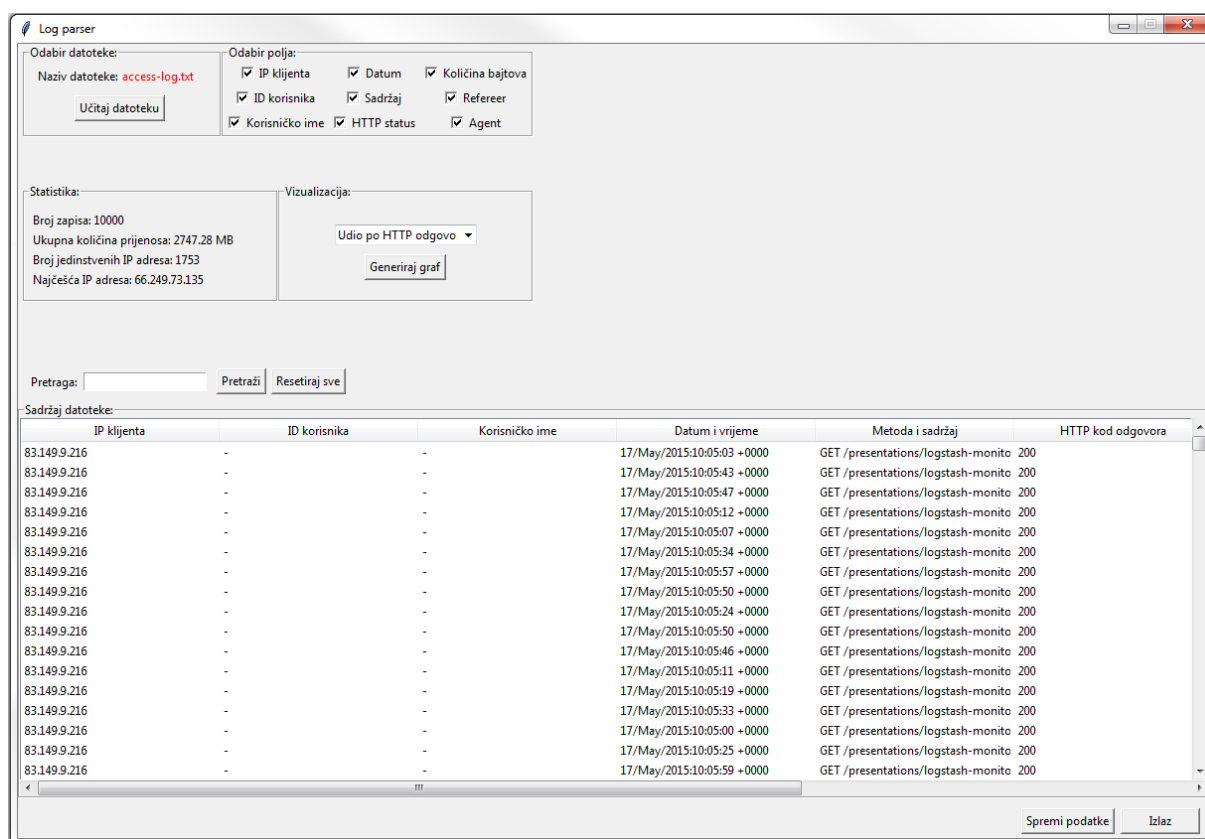 Log parser
Odabir datoteke:
Naziv datoteke: access-log.txt
Učitaj datoteku
Odabir polja:
IP klijenta Datum Količina bajtova
ID korisnika Sadržaj Refereer
Korisničko ime HTTP status Agent
Statistika:
Broj zapisa: 10000
Ukupna količina prijenosa: 2747.28 MB
Broj jedinstvenih IP adresa: 1753
Najčešća IP adresa: 66.249.73.135
Vizualizacija:
Udio po HTTP odgovo
Generiraj graf
Pretraga: Pretraži Resetiraj sve
Sadržaj datoteke:
IP klijenta ID korisnika Korisničko ime Datum i vrijeme Metoda i sadržaj HTTP kod odgovora
83.149.9.216 - - 17/May/2015:10:05:03 +0000 GET /presentations/logstash-monito 200
83.149.9.216 - - 17/May/2015:10:05:43 +0000 GET /presentations/logstash-monito 200
83.149.9.216 - - 17/May/2015:10:05:47 +0000 GET /presentations/logstash-monito 200
83.149.9.216 - - 17/May/2015:10:05:12 +0000 GET /presentations/logstash-monito 200
83.149.9.216 - - 17/May/2015:10:05:07 +0000 GET /presentations/logstash-monito 200
83.149.9.216 - - 17/May/2015:10:05:34 +0000 GET /presentations/logstash-monito 200
83.149.9.216 - - 17/May/2015:10:05:57 +0000 GET /presentations/logstash-monito 200
83.149.9.216 - - 17/May/2015:10:05:50 +0000 GET /presentations/logstash-monito 200
83.149.9.216 - - 17/May/2015:10:05:24 +0000 GET /presentations/logstash-monito 200
83.149.9.216 - - 17/May/2015:10:05:50 +0000 GET /presentations/logstash-monito 200
83.149.9.216 - - 17/May/2015:10:05:46 +0000 GET /presentations/logstash-monito 200
83.149.9.216 - - 17/May/2015:10:05:11 +0000 GET /presentations/logstash-monito 200
83.149.9.216 - - 17/May/2015:10:05:19 +0000 GET /presentations/logstash-monito 200
83.149.9.216 - - 17/May/2015:10:05:33 +0000 GET /presentations/logstash-monito 200
83.149.9.216 - - 17/May/2015:10:05:00 +0000 GET /presentations/logstash-monito 200
83.149.9.216 - - 17/May/2015:10:05:25 +0000 GET /presentations/logstash-monito 200
83.149.9.216 - - 17/May/2015:10:05:59 +0000 GET /presentations/logstash-monito 200
Spremi podatke Izlaz